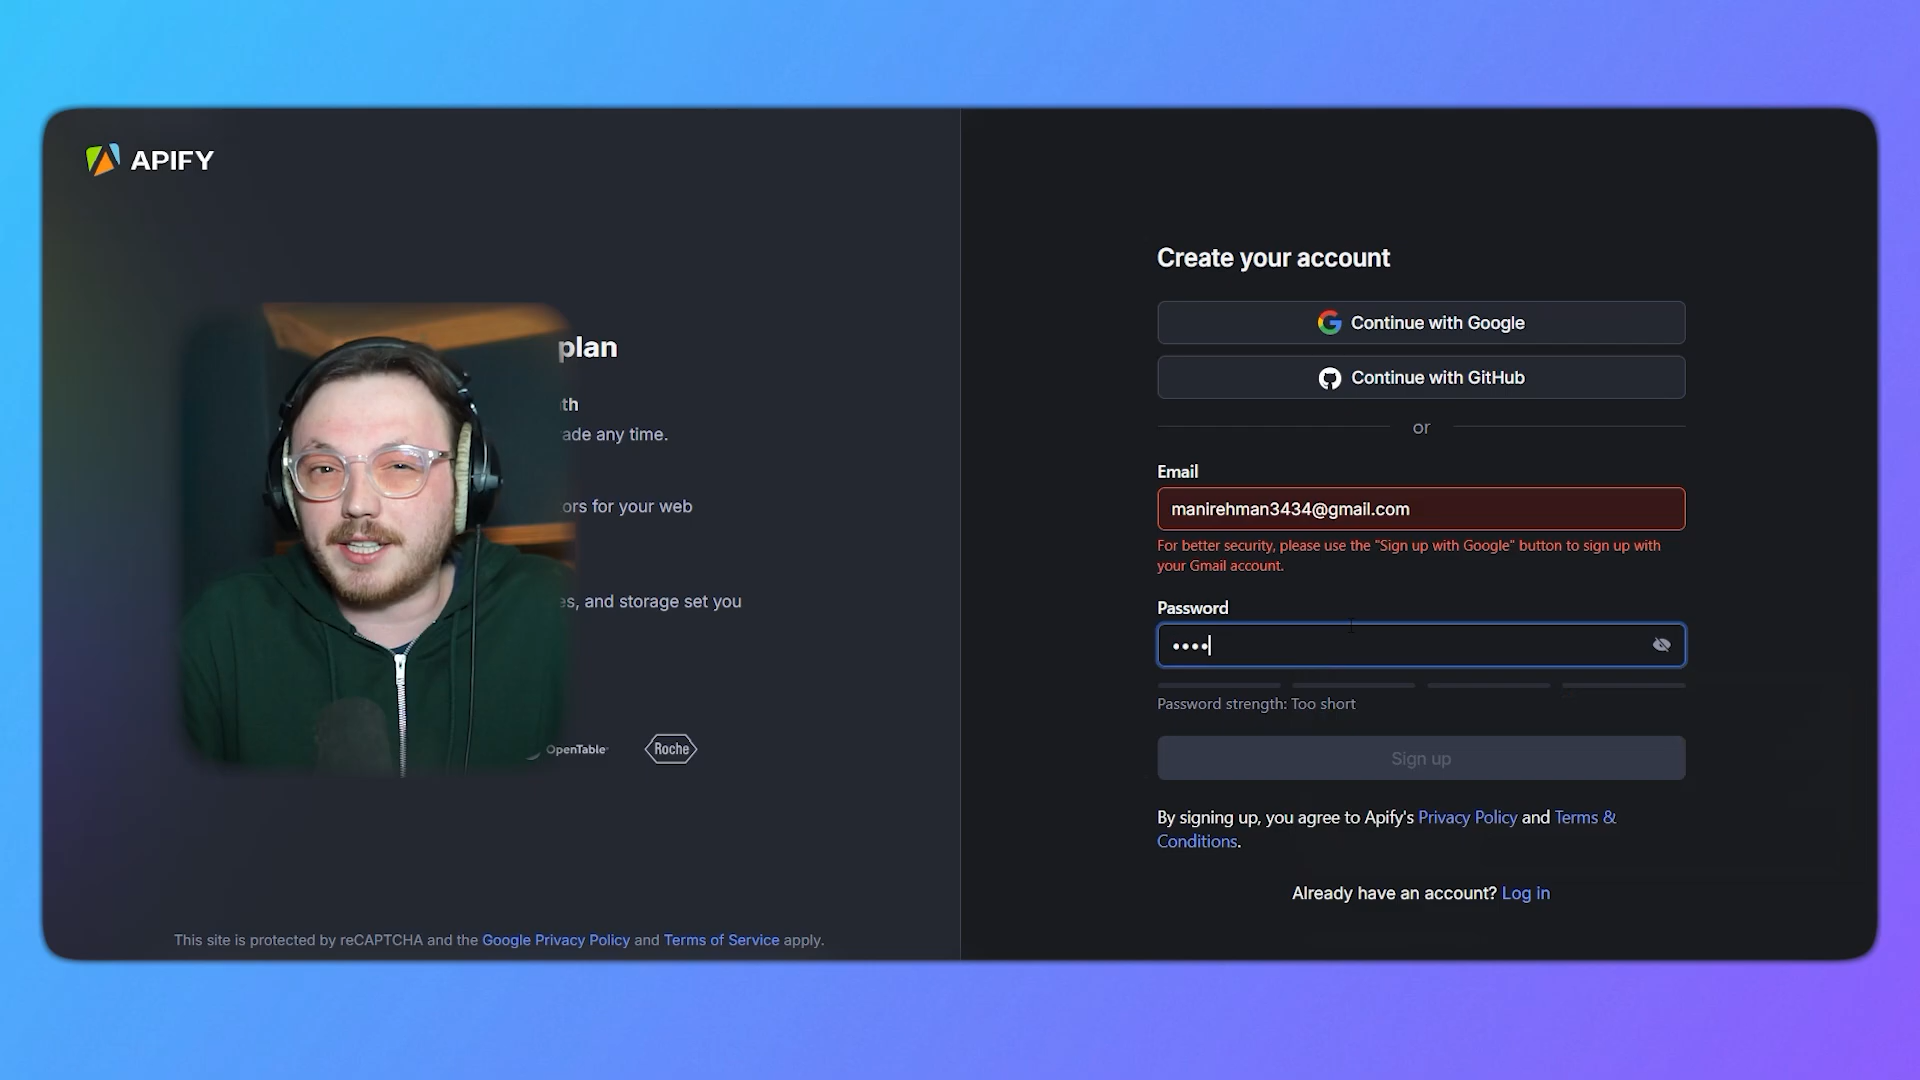 APIFY
plan
th
ade any time.
ors for your web
es, and storage set you
OpenTable
Roche
This site is protected by reCAPTCHA and the Google Privacy Policy and Terms of Service apply.
Create your account
Continue with Google
Continue with GitHub
or
Email
manirehman3434@gmail.com
For better security, please use the "Sign up with Google" button to sign up with
your Gmail account.
Password
••••
Password strength: Too short
Sign up
By signing up, you agree to Apify's Privacy Policy and Terms &
Conditions.
Already have an account? Log in